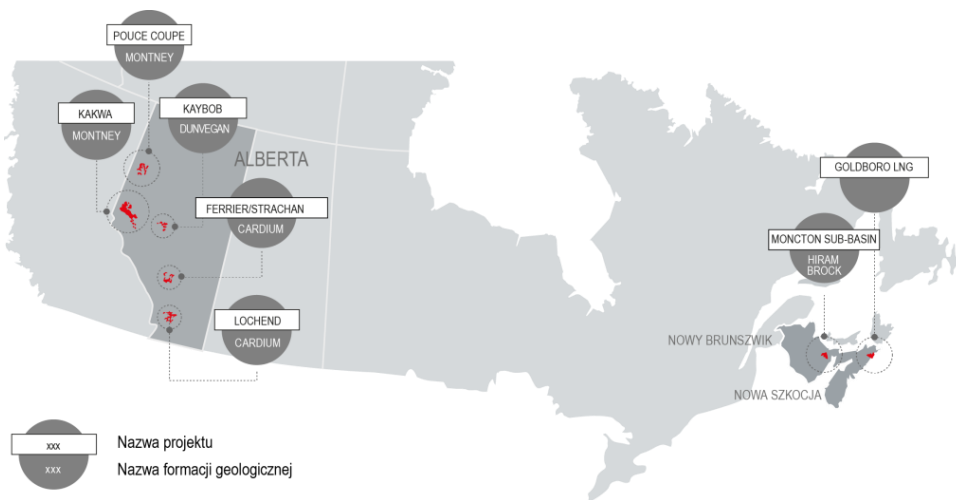 POUCE COUPE
MONTNEY
KAKWA
MONTNEY
KAYBOB
DUNVEGAN
ALBERTA
FERRIER/STRACHAN
CARDIUM
LOCHEND
CARDIUM
GOLDBORO LNG
MONCTON SUB-BASIN
HIRAM
BROCK
NOWY BRUNSZWIK
NOWA SZKOCJA
xxx
Nazwa projektu
xxx
Nazwa formacji geologicznej